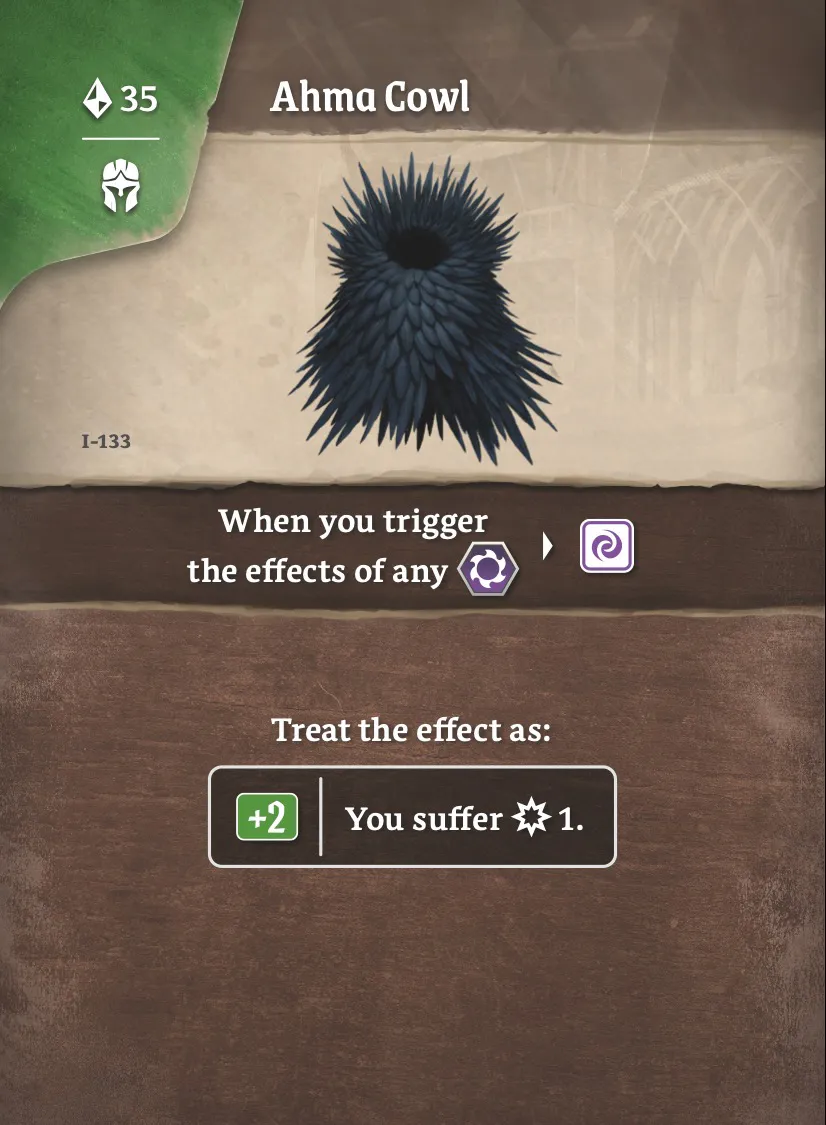 35
Ahma Cowl
I-133
When you trigger
the effects of any
Treat the effect as:
+2
You suffer 1.